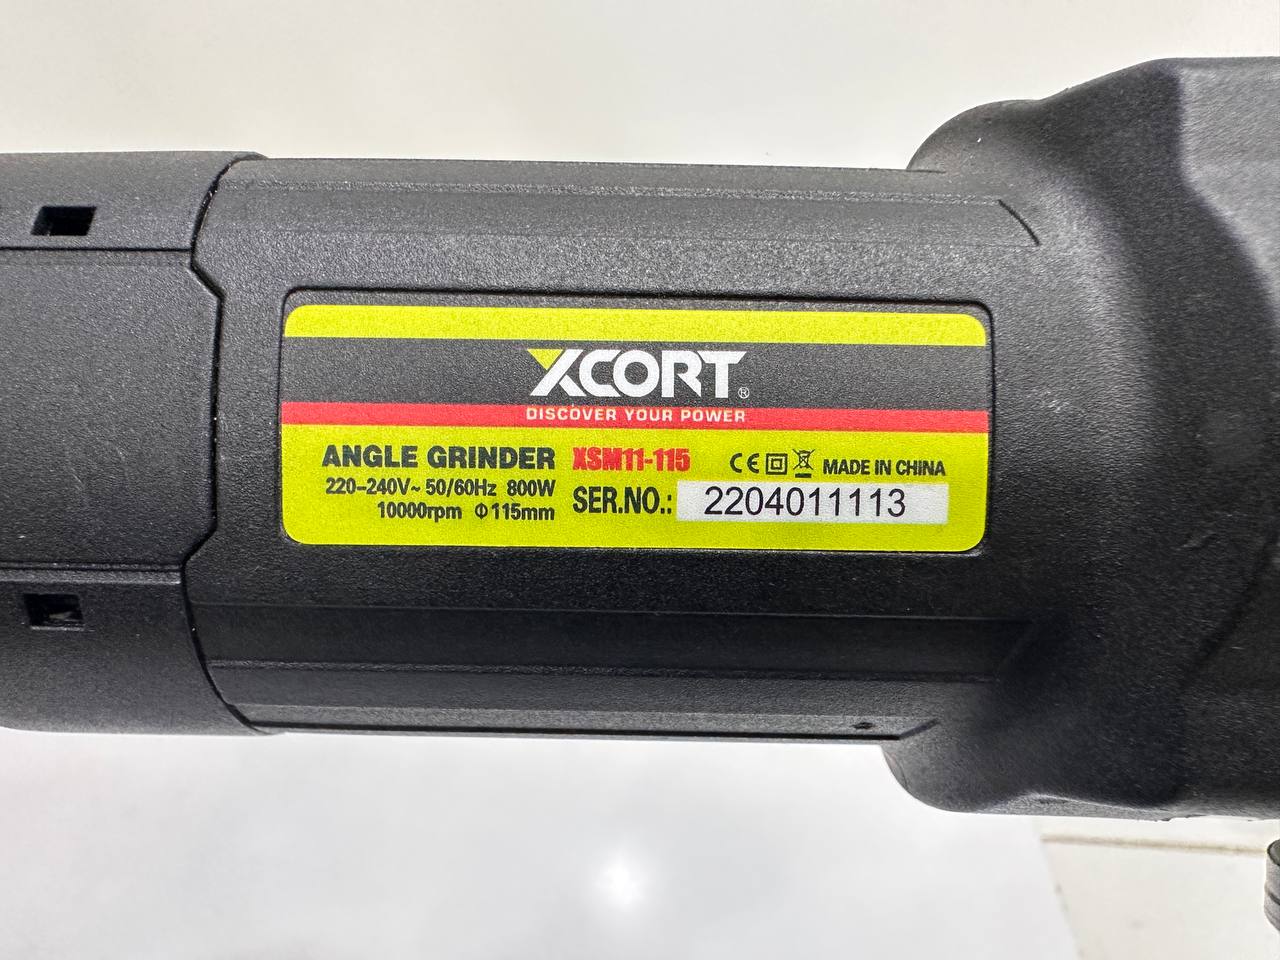 XCORT®
DISCOVER YOUR POWER
ANGLE GRINDER XSM11-115 CE MADE IN CHINA
220-240V~ 50/60Hz 800W
10000rpm Φ115mm
SER.NO.: 2204011113